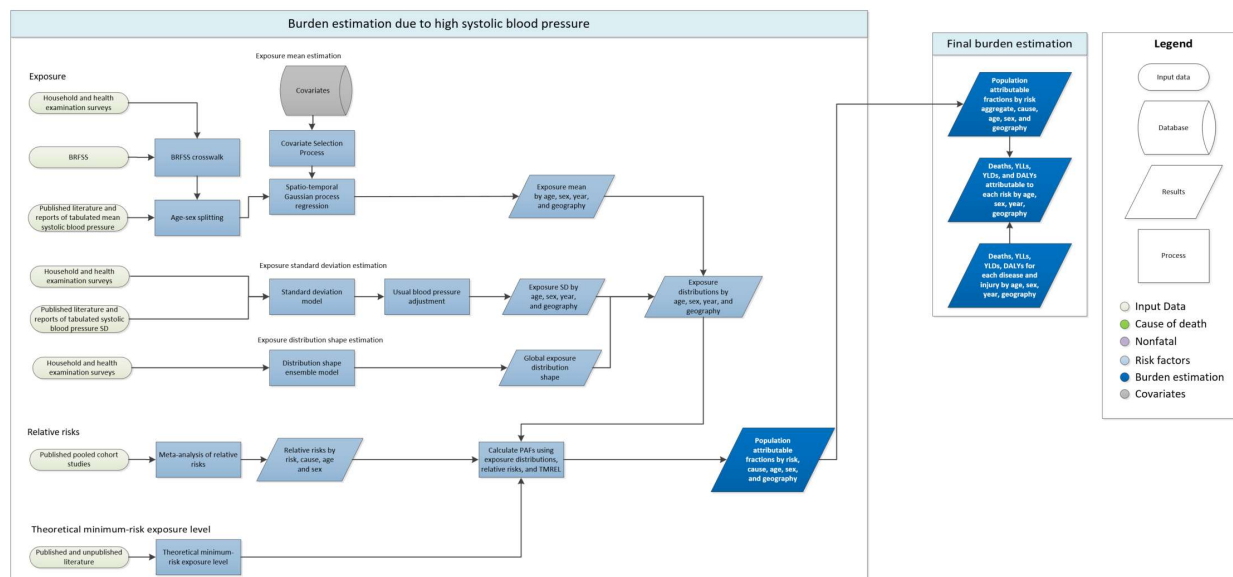 Burden estimation due to high systolic blood pressure
Exposure mean estimation
Exposure
Household and health
examination surveys
Covariates
BRFSS
BRFSS crosswalk
Covariate Selection
Process
Published literature and
reports of tabulated mean
systolic blood pressure
Age-sex splitting
Spatio-temporal
Gaussian process
regression
Exposure mean
by age, sex, year,
and geography
Exposure standard deviation estimation
Household and health
examination surveys
Published literature and
reports of tabulated systolic
blood pressure SD
Standard deviation
model
Usual blood pressure
adjustment
Exposure SD by
age, sex, year,
and geography
Exposure
distributions by
age, sex, year, and
geography
Exposure distribution shape estimation
Household and health
examination surveys
Distribution shape
ensemble model
Global exposure
distribution
shape
Relative risks
Published pooled cohort
studies
Meta-analysis of relative
risks
Relative risks by
risk, cause, age
and sex
Calculate PAFs using
exposure distributions,
relative risks, and TMREL
Population
attributable
fractions by risk,
cause, age, sex,
and geography
Theoretical minimum-risk exposure level
Published and unpublished
literature
Theoretical minimum-
risk exposure level
Final burden estimation
Population
attributable
fractions by risk
aggregate, cause,
age, sex, and
geography
Deaths, YLLs,
YLDs, and DALYs
attributable to
each risk by age,
sex, year,
geography
Deaths, YLLs,
YLDs, DALYs for
each disease and
injury by age, sex,
year, geography
Legend
Input data
Database
Results
Process
Input Data
Cause of death
Nonfatal
Risk factors
Burden estimation
Covariates